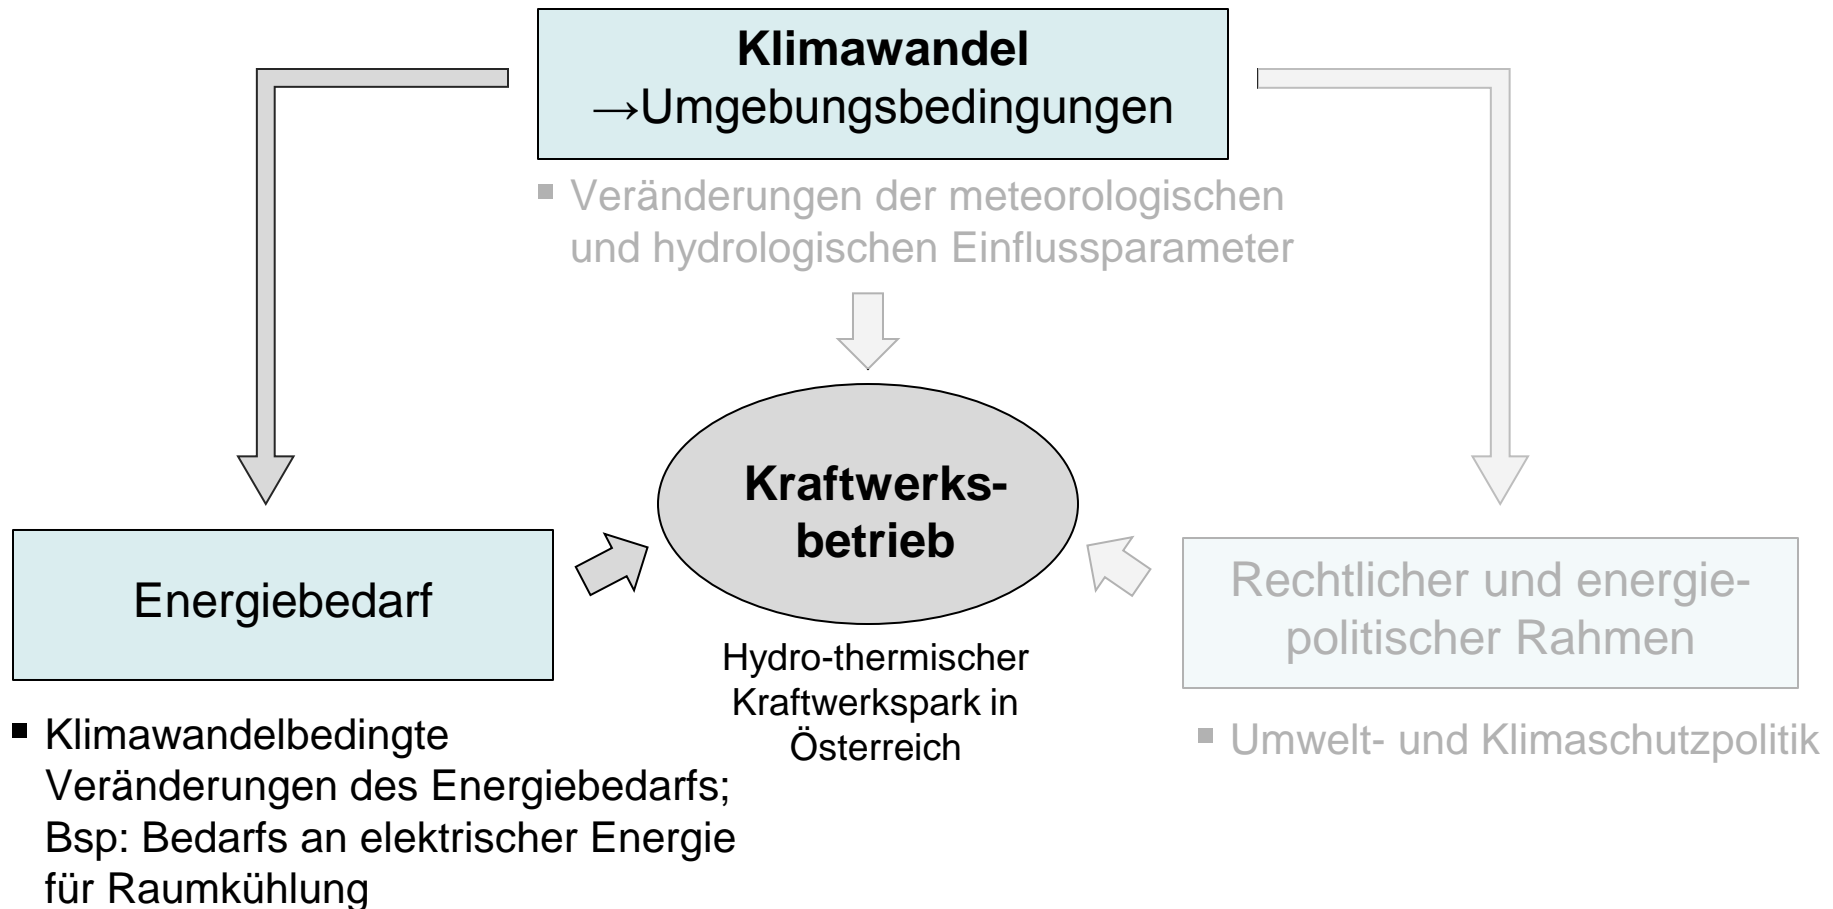 Klimawandel
→Umgebungsbedingungen
▪ Veränderungen der meteorologischen
und hydrologischen Einflussparameter
Kraftwerks-
betrieb
Hydro-thermischer
Kraftwerkspark in
Österreich
Energiebedarf
▪ Klimawandelbedingte
Veränderungen des Energiebedarfs;
Bsp: Bedarfs an elektrischer Energie
für Raumkühlung
Rechtlicher und energie-
politischer Rahmen
▪ Umwelt- und Klimaschutzpolitik